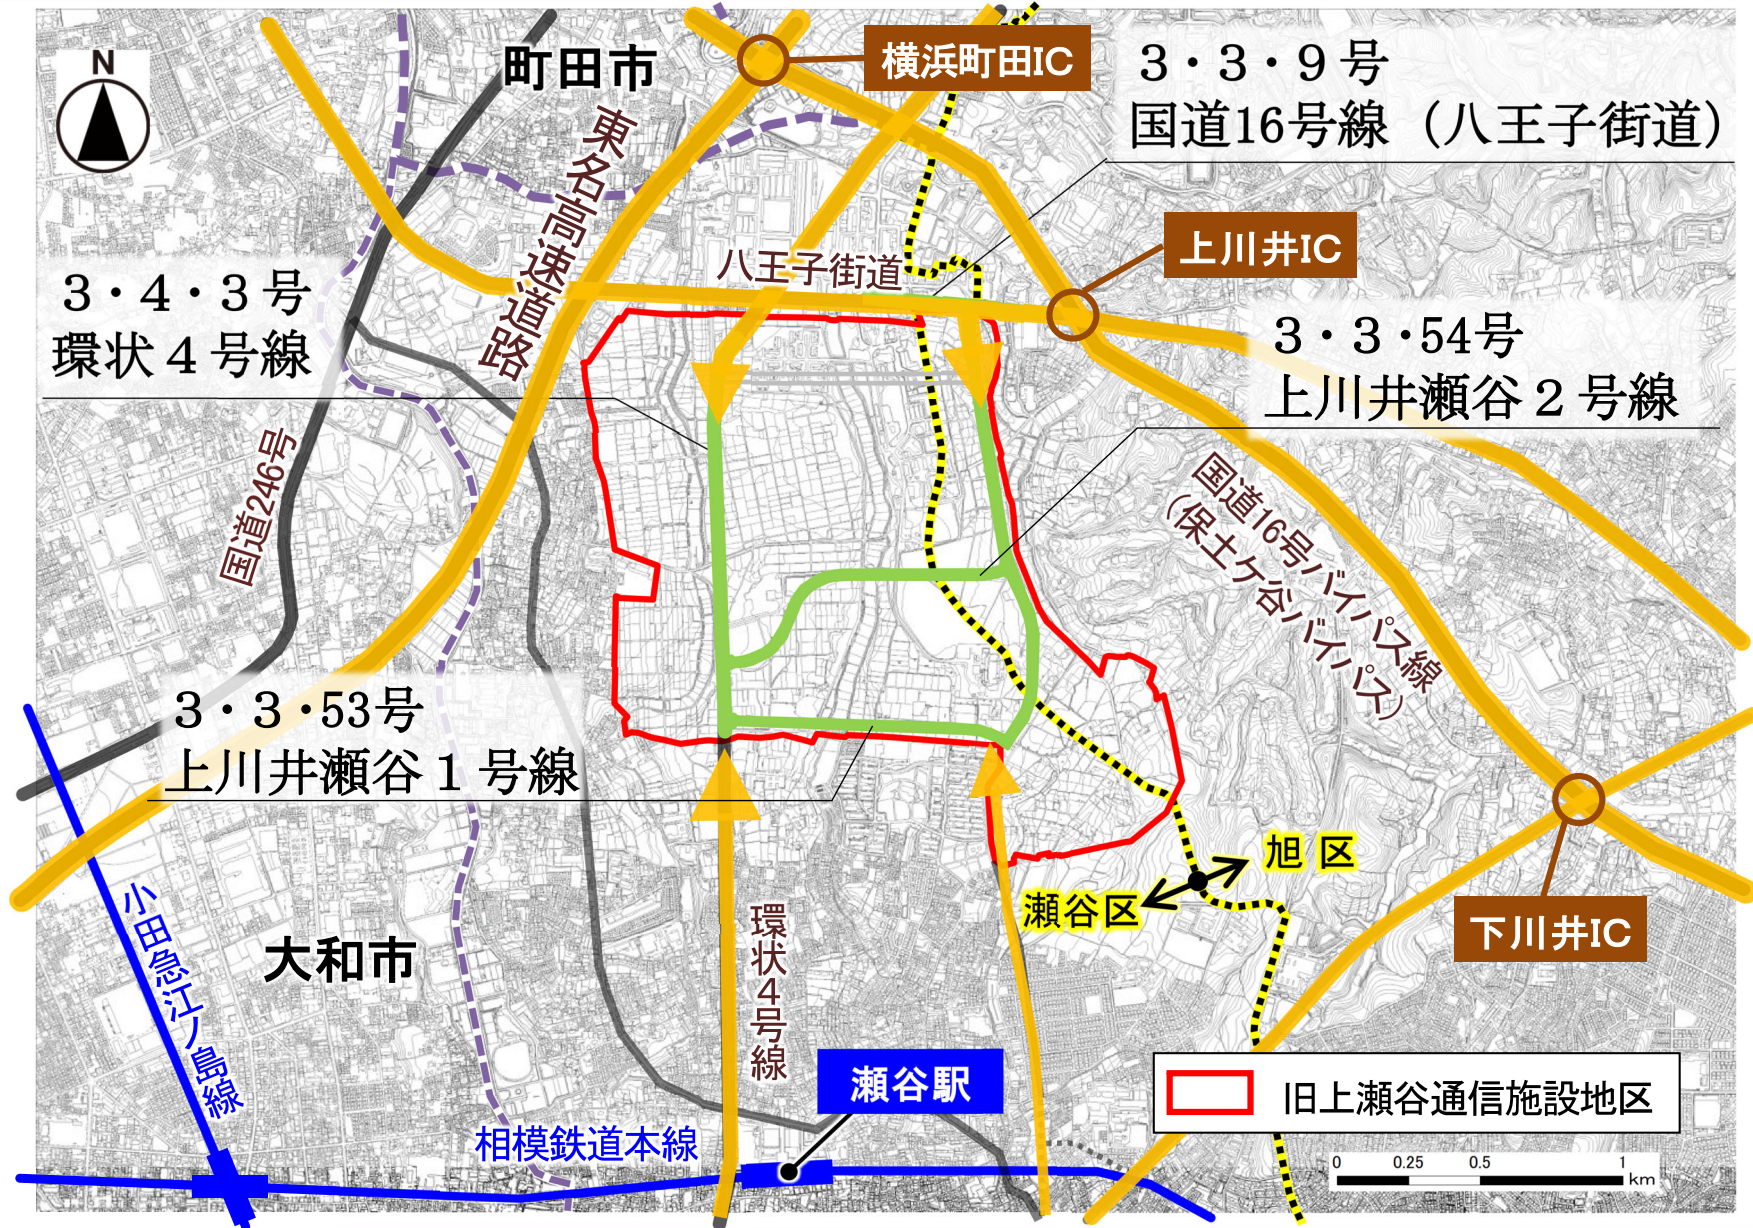 N
町田市
横浜町田IC
3・3・9号
国道16号線（八王子街道）
東名高速道路
上川井IC
八王子街道
3・4・3号
環状4号線
3・3・54号
上川井瀬谷2号線
国道246号
国道16号バイパス線
（保土ケ谷バイパス）
3・3・53号
上川井瀬谷1号線
旭区
瀬谷区
下川井IC
小田急江ノ島線
大和市
環状4号線
瀬谷駅
相模鉄道本線
旧上瀬谷通信施設地区
0 0.25 0.5 1
km